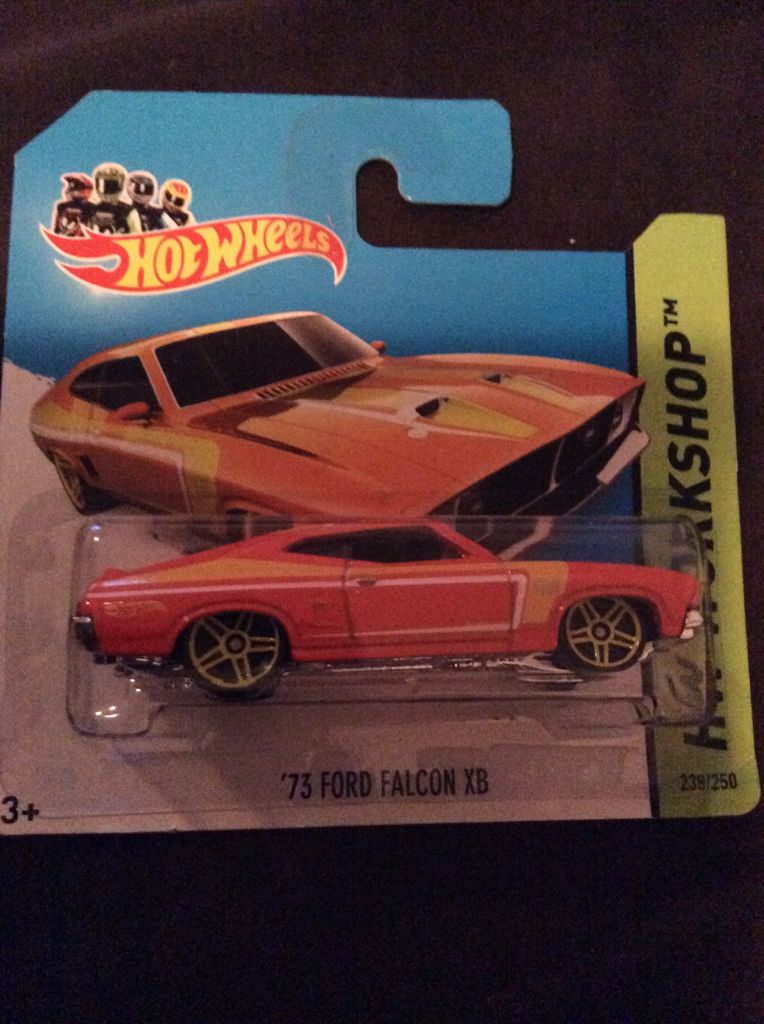 HOT WHEELS
HW WORKSHOP™
'73 FORD FALCON XB
238/250
3+